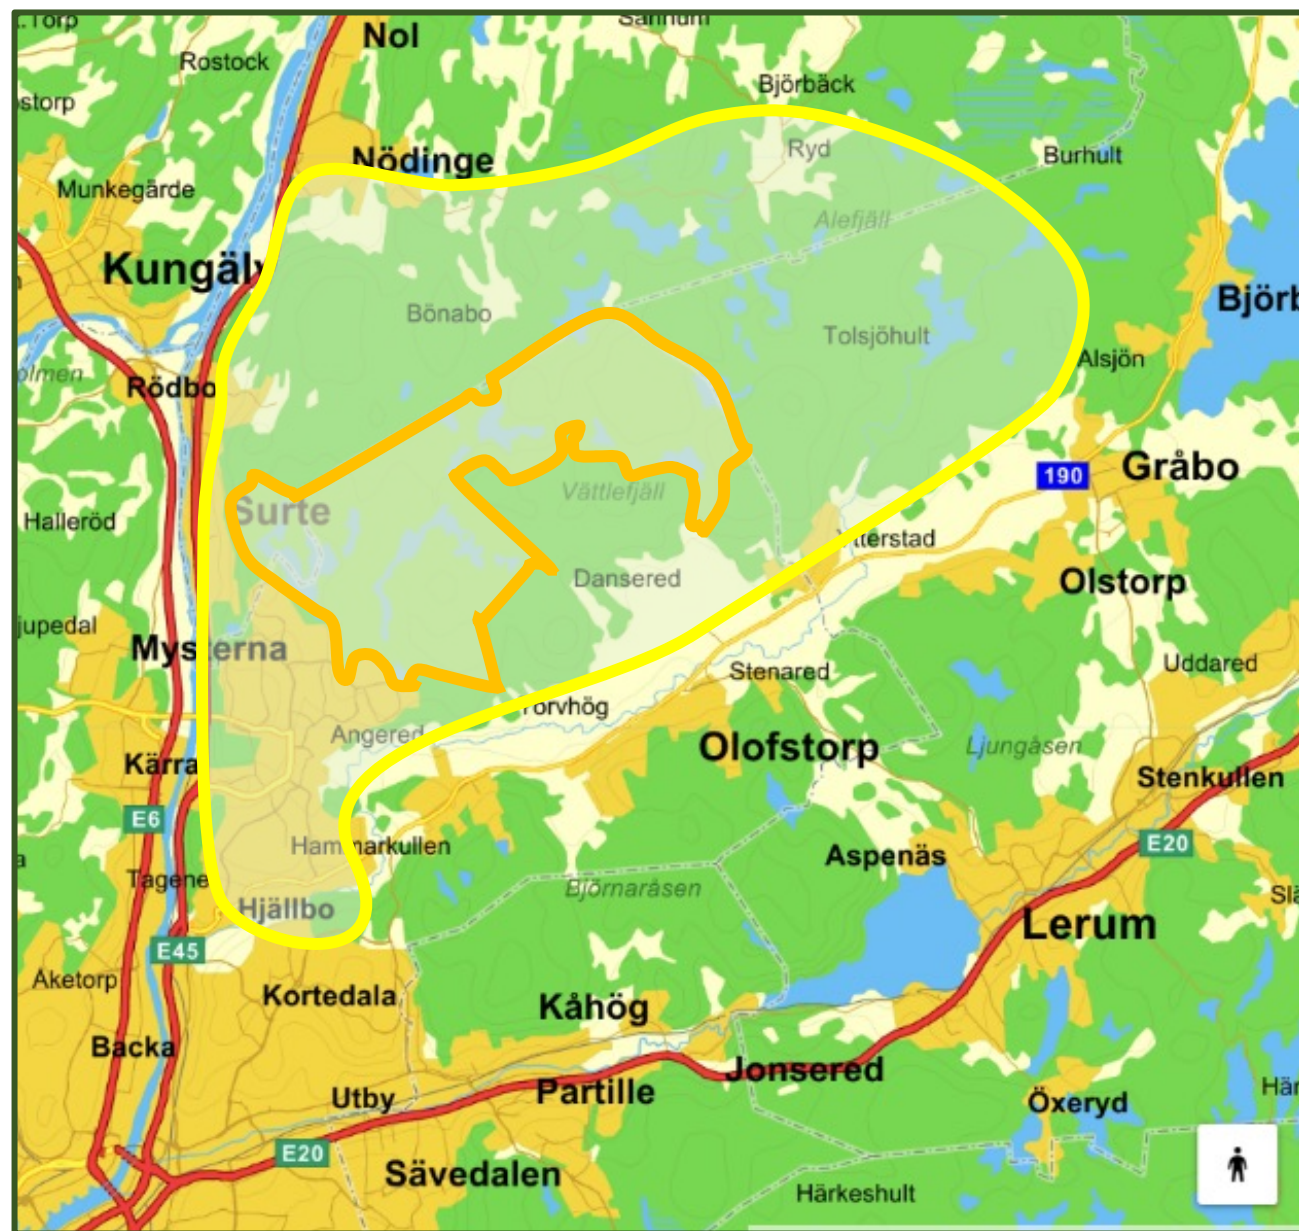 Nol
Rostock
Björbäck
Nödinge
Ryd
Burhult
Munkegärde
Alefjäll
Kungälv
Bönabo
Tolsjöhult
Alsjön
Rödbo
190
Gråbo
Surte
Vättlefjäll
Halleröd
Dansered
Olstorp
Mysterna
Uddared
Stenared
Angered
Olofstorp
Ljungåsen
Kärra
Stenkullen
E6
E20
Hammarkullen
Aspenäs
Tagene
Björnaråsen
Hjällbo
Lerum
E45
Aketorp
Kortedala
Kåhög
Backa
Jonsered
Utby
Partille
Öxeryd
E20
Sävedalen
Härkeshult